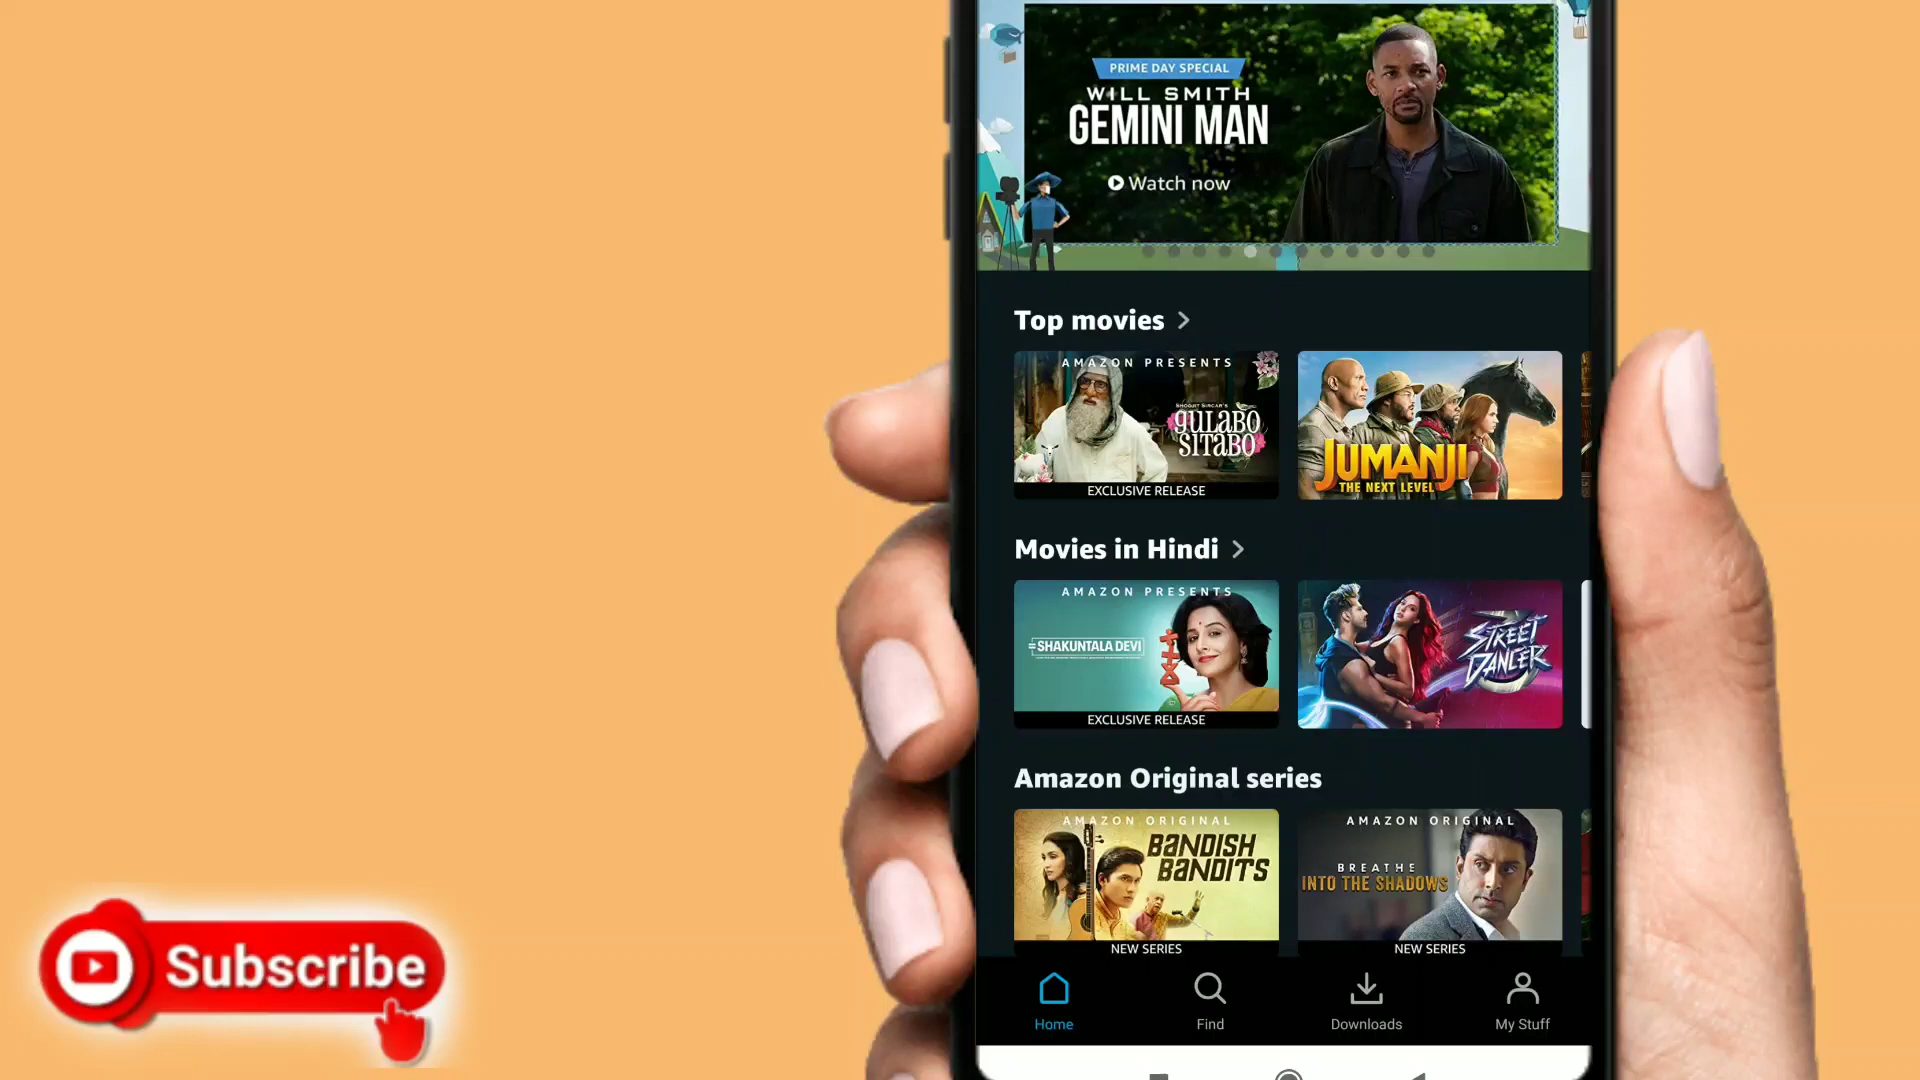 PRIME DAY SPECIAL
WILL SMITH
GEMINI MAN
Watch now
Top movies
AMAZON PRESENTS
SHOOJIT SIRCAR'S
GULABO
SITABO
EXCLUSIVE RELEASE
JUMANJI
THE NEXT LEVEL
Movies in Hindi
AMAZON PRESENTS
SHAKUNTALA DEVI
EXCLUSIVE RELEASE
STREET
DANCER
Amazon Original series
AMAZON ORIGINAL
BANDISH
BANDITS
NEW SERIES
AMAZON ORIGINAL
BREATHE
INTO THE SHADOWS
NEW SERIES
Home
Find
Downloads
My Stuff
Subscribe